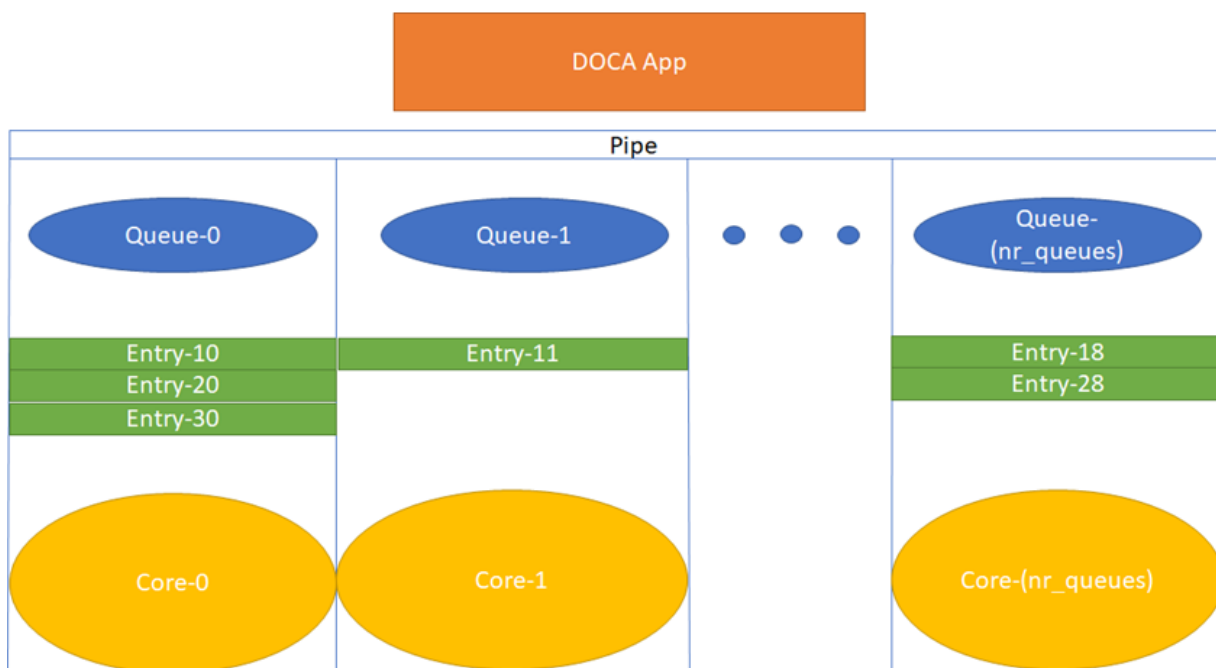 DOCA App
Pipe
Queue-0
Queue-1
Queue-
(nr_queues)
Entry-10
Entry-11
Entry-18
Entry-20
Entry-28
Entry-30
Core-0
Core-1
Core-(nr_queues)